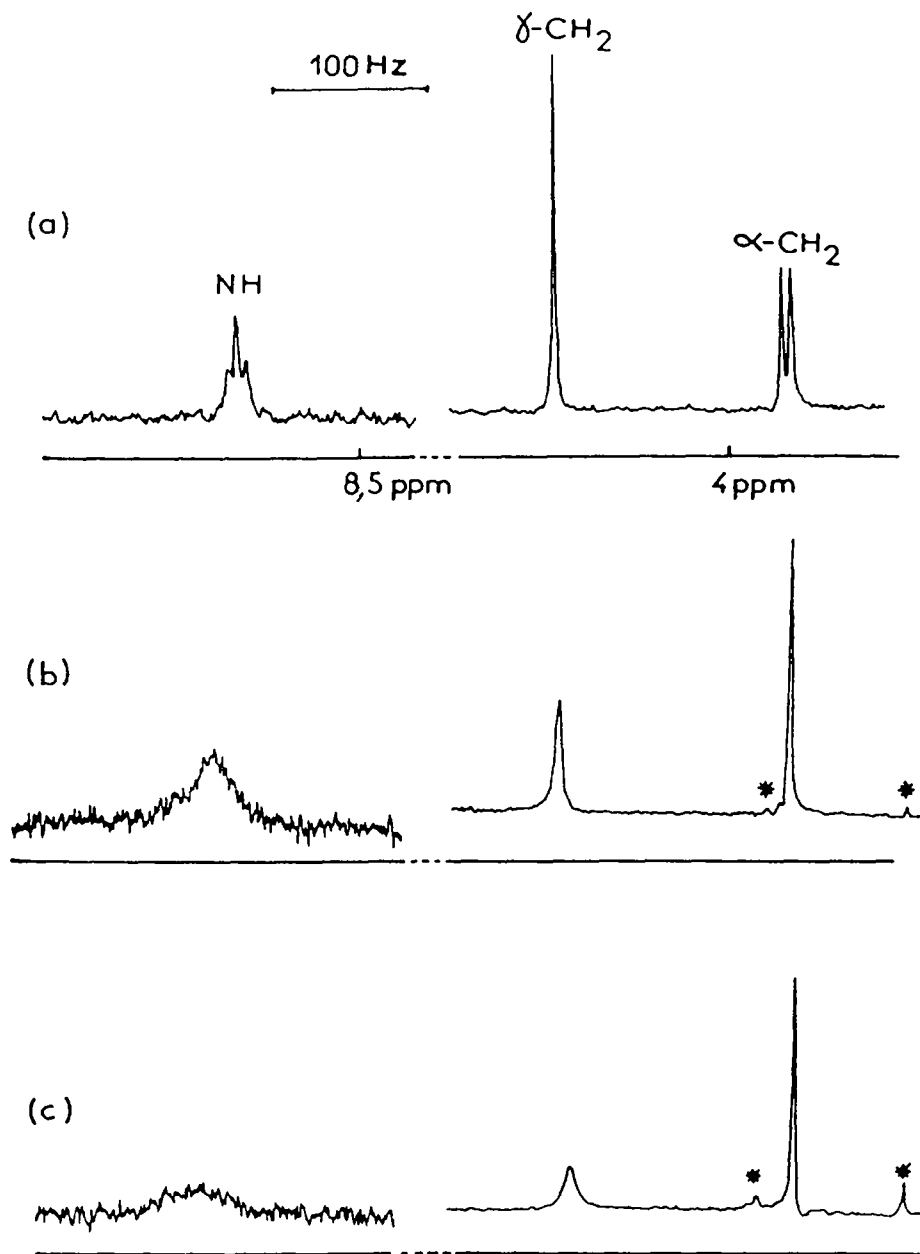 γ-CH₂
100 Hz
(a)
α-CH₂
NH
8,5 ppm
4 ppm
(b)
*
*
(c)
*
*